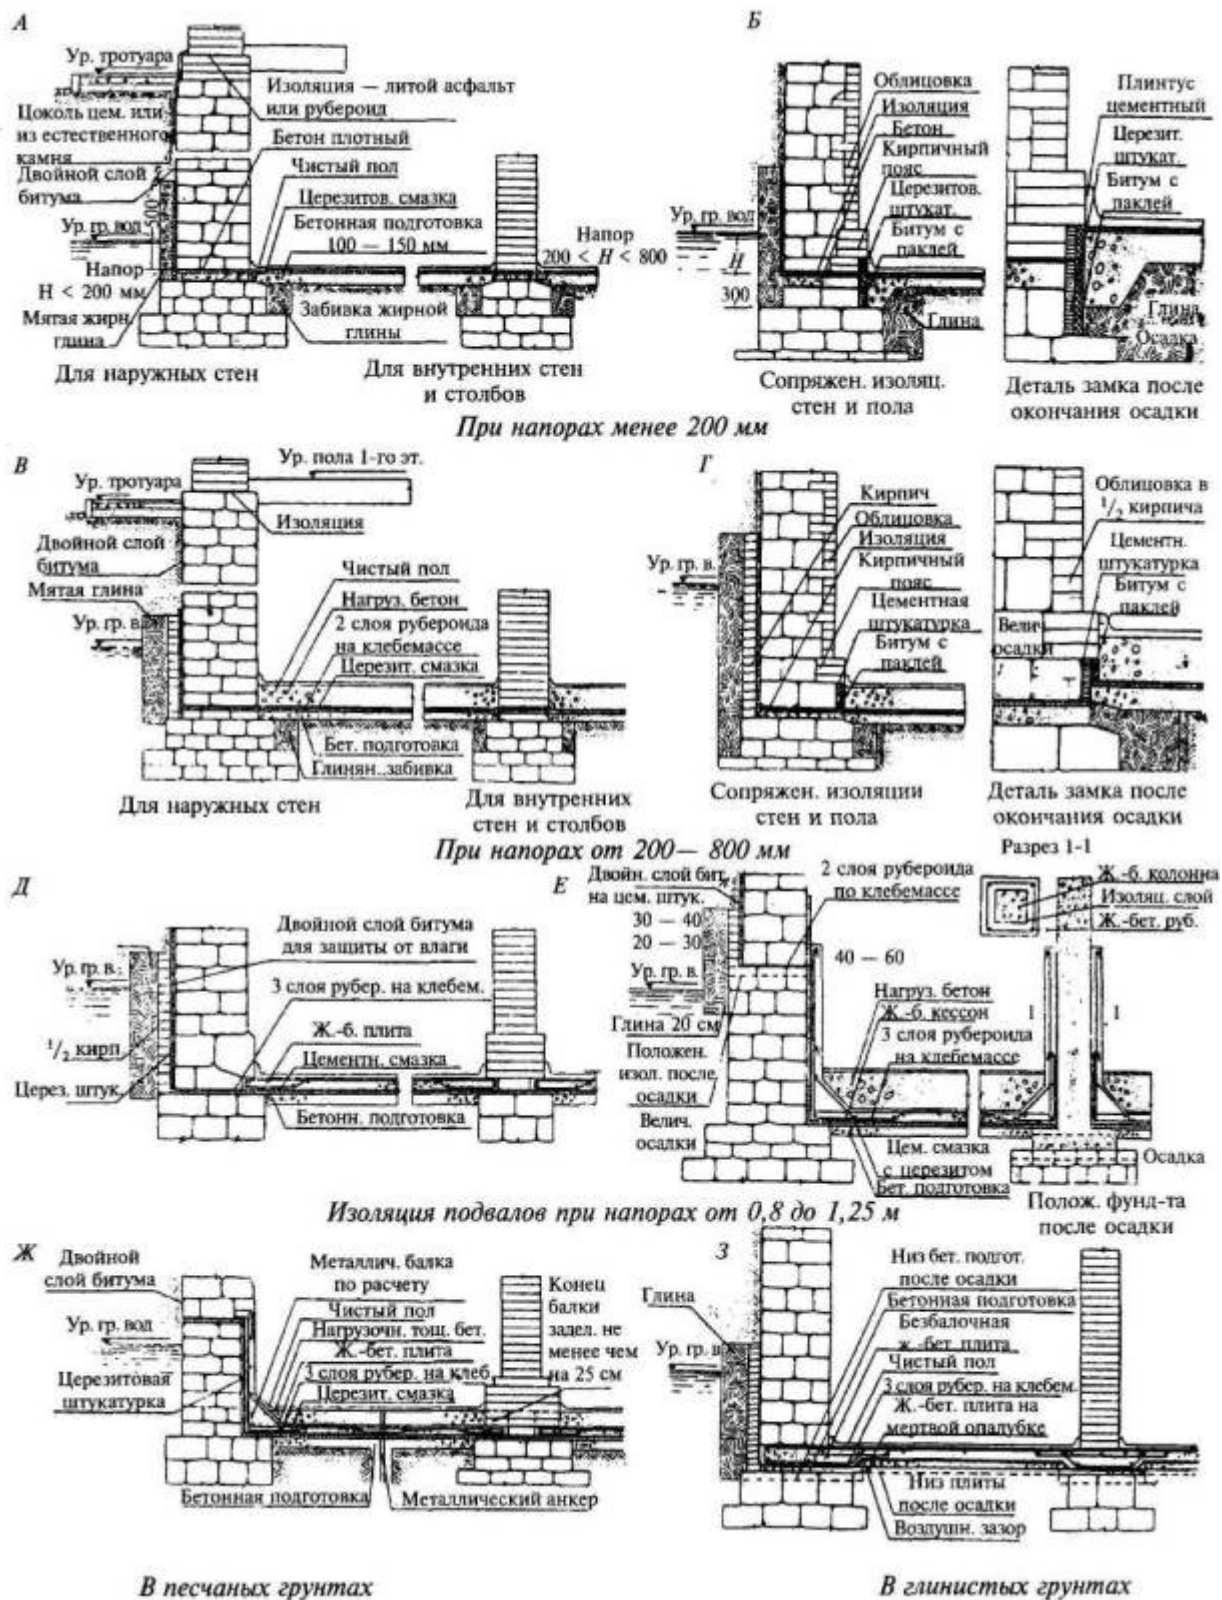 А
Ур. тротуара
Изоляция — литой асфальт
или рубероид
Цоколь цем. или
из естественного
камня
Бетон плотный
Двойной слой
битума
Чистый пол
500
Церезитов. смазка
Ур. гр. вод
Бетонная подготовка
100 — 150 мм
Напор
200 < H < 800
Напор
H < 200 мм
Мятая жирн.
глина
Забивка жирной
глины
Для наружных стен
Для внутренних стен
и столбов
Б
Облицовка
Изоляция
Бетон
Кирпичный
пояс
Церезитов.
штукат.
Битум с
паклей
Ур. гр. вод
H
300
Глина
Сопряжен. изоляц.
стен и пола
Плинтус
цементный
Церезит.
штукат.
Битум с
паклей
Глина
Осадка
Деталь замка после
окончания осадки
При напорах менее 200 мм
В
Ур. пола 1-го эт.
Ур. тротуара
Изоляция
Двойной слой
битума
Мятая глина
Чистый пол
Нагруз. бетон
2 слоя рубероида
на клебемассе
Церезит. смазка
Ур. гр. в.
Бет. подготовка
Глинян. забивка
Для наружных стен
Для внутренних
стен и столбов
Г
Кирпич
Облицовка
Изоляция
Кирпичный
пояс
Ур. гр. в.
Цементная
штукатурка
Битум с
паклей
Сопряжен. изоляции
стен и пола
Облицовка в
1/2 кирпича
Цементн.
штукатурка
Битум с
паклей
Велич.
осадки
Деталь замка после
окончания осадки
При напорах от 200— 800 мм
Д
Двойной слой битума
для защиты от влаги
Ур. гр. в.
3 слоя рубер. на клебем.
1/2 кирп
Ж.-б. плита
Цементн. смазка
Церез. штук.
Бетонн. подготовка
Е
Двойн. слой бит.
на цем. штук.
30 — 40
20 — 30
2 слоя рубероида
по клебемассе
Ур. гр. в.
40 — 60
Глина 20 см
Нагруз. бетон
Ж.-б. кессон
3 слоя рубероида
на клебемассе
Положен.
изол. после
осадки
Велич.
осадки
Цем. смазка
с церезитом
Бет. подготовка
Разрез 1-1
Ж.-б. колонна
Изоляц. слой
Ж.-бет. руб.
1
1
Осадка
Полож. фунд-та
после осадки
Изоляция подвалов при напорах от 0,8 до 1,25 м
Ж
Двойной
слой битума
Металлич. балка
по расчету
Чистый пол
Нагрузочн. тощ. бет.
Ж.-бет. плита
3 слоя рубер. на клеб
Церезит. смазка
Конец
балки
задел. не
менее чем
на 25 см
Ур. гр. вод
Церезитовая
штукатурка
Бетонная подготовка
Металлический анкер
В песчаных грунтах
З
Низ бет. подгот.
после осадки
Бетонная подготовка
Безбалочная
ж.-бет. плита
Чистый пол
3 слоя рубер. на клебем.
Ж.-бет. плита на
мертвой опалубке
Глина
Ур. гр. в
Низ плиты
после осадки
Воздушн. зазор
В глинистых грунтах